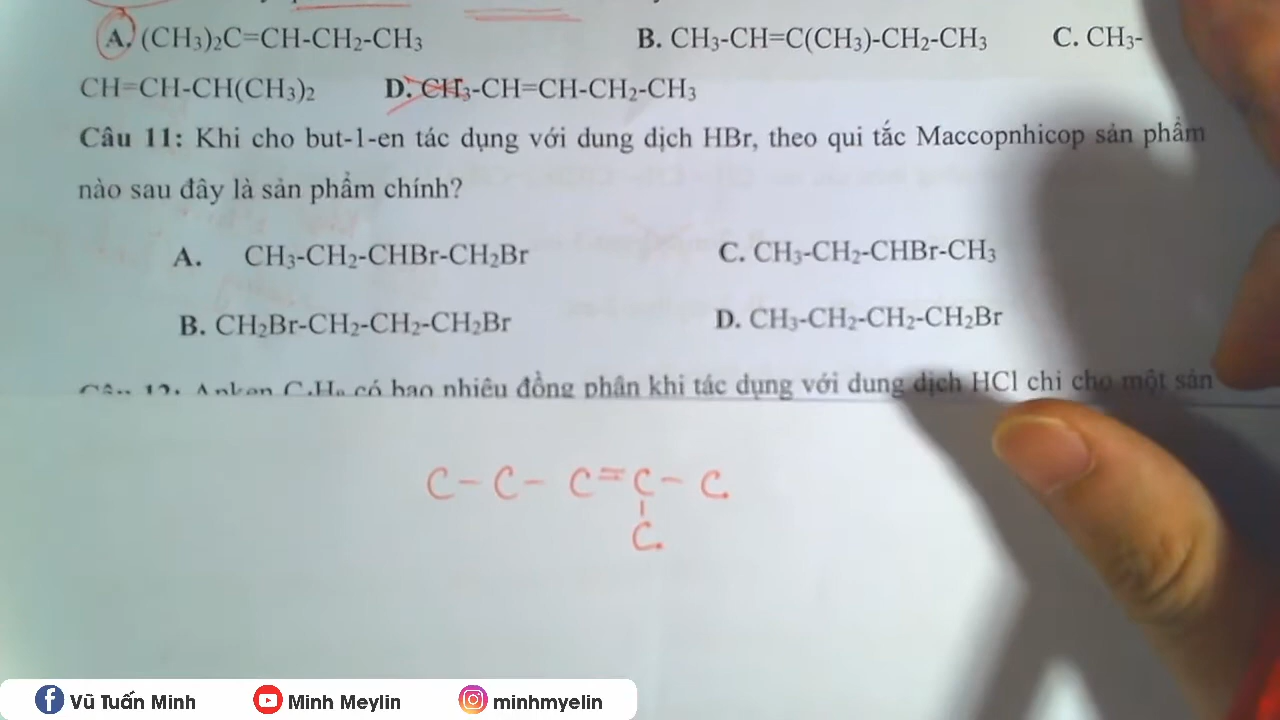 A. (CH₃)₂C=CH-CH₂-CH₃ B. CH₃-CH=C(CH₃)-CH₂-CH₃ C. CH₃-
CH=CH-CH(CH₃)₂ D. CH₃-CH=CH-CH₂-CH₃
Câu 11: Khi cho but-1-en tác dụng với dung dịch HBr, theo qui tắc Maccopnhicop sản phẩm
nào sau đây là sản phẩm chính?
A. CH₃-CH₂-CHBr-CH₂Br C. CH₃-CH₂-CHBr-CH₃
B. CH₂Br-CH₂-CH₂-CH₂Br D. CH₃-CH₂-CH₂-CH₂Br
Câu 12: Anken C₄H₈ có bao nhiêu đồng phân khi tác dụng với dung dịch HCl chỉ cho một sản
C - C - C = C - C
C
Vũ Tuấn Minh Minh Meylin minhmyelin